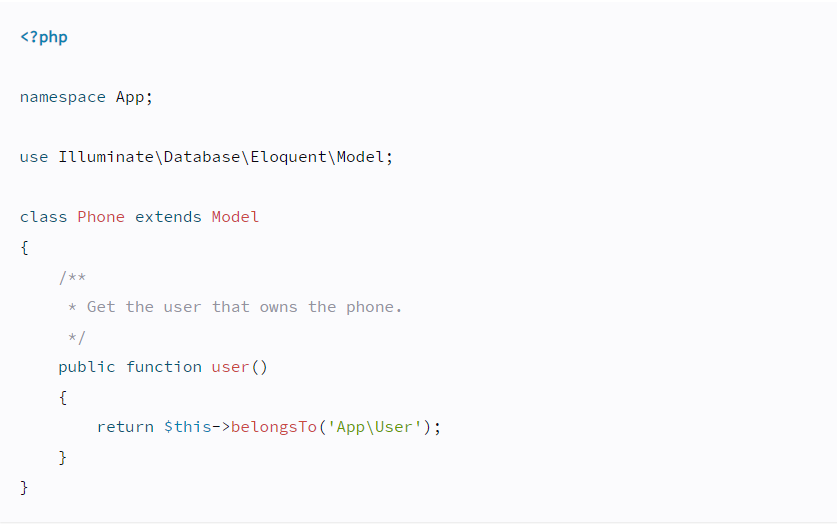 <?php
namespace App;
use Illuminate\Database\Eloquent\Model;
class Phone extends Model
{
    /**
     * Get the user that owns the phone.
     */
    public function user()
    {
        return $this->belongsTo('App\User');
    }
}